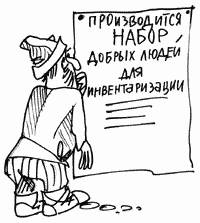 ПРОИЗВОДИТСЯ
НАБОР
ДОБРЫХ ЛЮДЕЙ
ДЛЯ
ИНВЕНТАРИЗАЦИИ